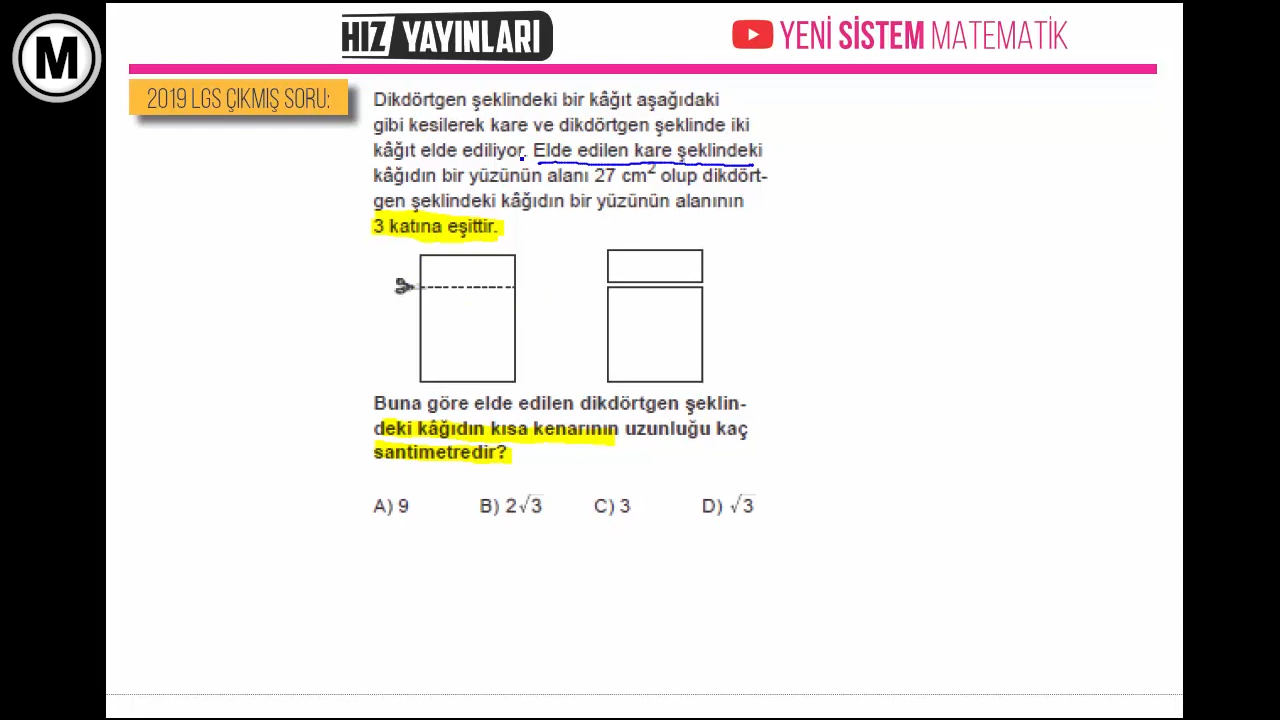 M
HIZ YAYINLARI
YENİ SİSTEM MATEMATİK
2019 LGS ÇIKMIŞ SORU:
Dikdörtgen şeklindeki bir kâğıt aşağıdaki
gibi kesilerek kare ve dikdörtgen şeklinde iki
kâğıt elde ediliyor. Elde edilen kare şeklindeki
kâğıdın bir yüzünün alanı 27 cm² olup dikdört-
gen şeklindeki kâğıdın bir yüzünün alanının
3 katına eşittir.
Buna göre elde edilen dikdörtgen şeklin-
deki kâğıdın kısa kenarının uzunluğu kaç
santimetredir?
A) 9 B) 2√3 C) 3 D) √3